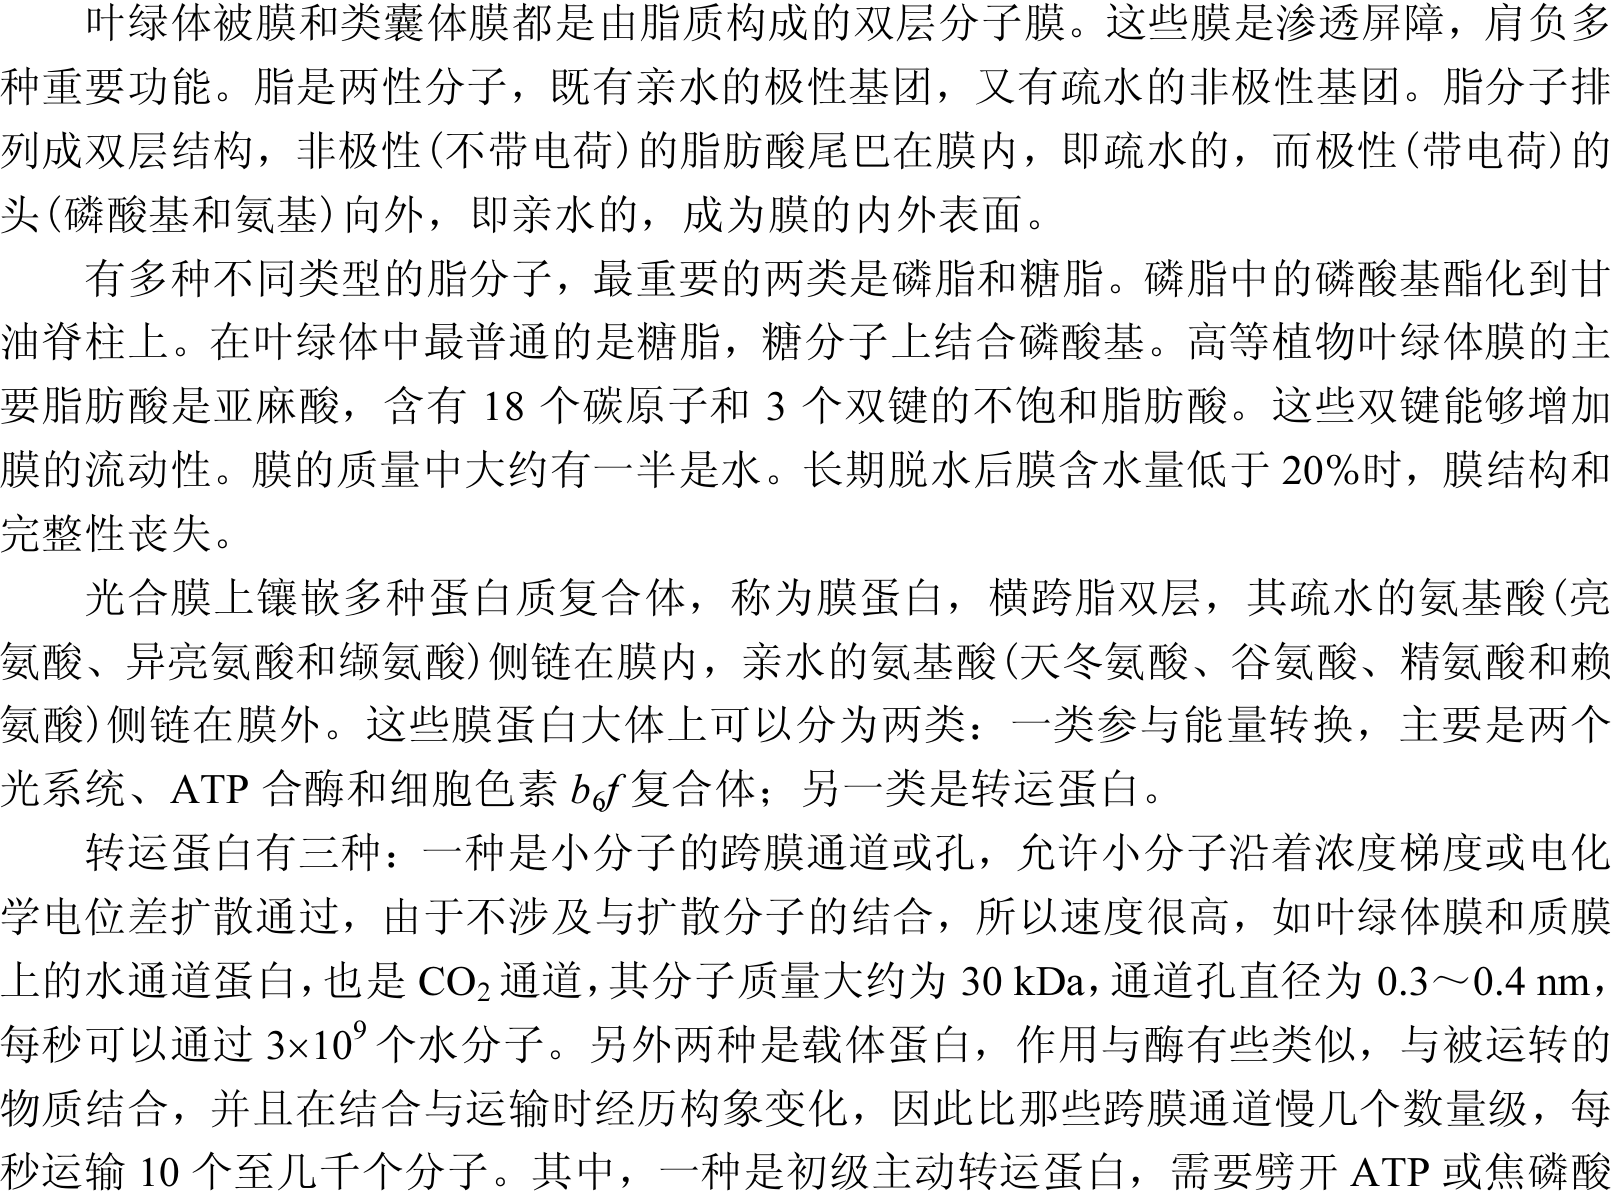 叶绿体被膜和类囊体膜都是由脂质构成的双层分子膜。这些膜是渗透屏障，肩负多
种重要功能。脂是两性分子，既有亲水的极性基团，又有疏水的非极性基团。脂分子排
列成双层结构，非极性(不带电荷)的脂肪酸尾巴在膜内，即疏水的，而极性(带电荷)的
头(磷酸基和氨基)向外，即亲水的，成为膜的内外表面。
有多种不同类型的脂分子，最重要的两类是磷脂和糖脂。磷脂中的磷酸基酯化到甘
油脊柱上。在叶绿体中最普通的是糖脂，糖分子上结合磷酸基。高等植物叶绿体膜的主
要脂肪酸是亚麻酸，含有 18 个碳原子和 3 个双键的不饱和脂肪酸。这些双键能够增加
膜的流动性。膜的质量中大约有一半是水。长期脱水后膜含水量低于 20%时，膜结构和
完整性丧失。
光合膜上镶嵌多种蛋白质复合体，称为膜蛋白，横跨脂双层，其疏水的氨基酸(亮
氨酸、异亮氨酸和缬氨酸)侧链在膜内，亲水的氨基酸(天冬氨酸、谷氨酸、精氨酸和赖
氨酸)侧链在膜外。这些膜蛋白大体上可以分为两类：一类参与能量转换，主要是两个
光系统、ATP 合酶和细胞色素 b₆f 复合体；另一类是转运蛋白。
转运蛋白有三种：一种是小分子的跨膜通道或孔，允许小分子沿着浓度梯度或电化
学电位差扩散通过，由于不涉及与扩散分子的结合，所以速度很高，如叶绿体膜和质膜
上的水通道蛋白，也是 CO₂ 通道，其分子质量大约为 30 kDa，通道孔直径为 0.3～0.4 nm，
每秒可以通过 3×10⁹ 个水分子。另外两种是载体蛋白，作用与酶有些类似，与被运转的
物质结合，并且在结合与运输时经历构象变化，因此比那些跨膜通道慢几个数量级，每
秒运输 10 个至几千个分子。其中，一种是初级主动转运蛋白，需要劈开 ATP 或焦磷酸